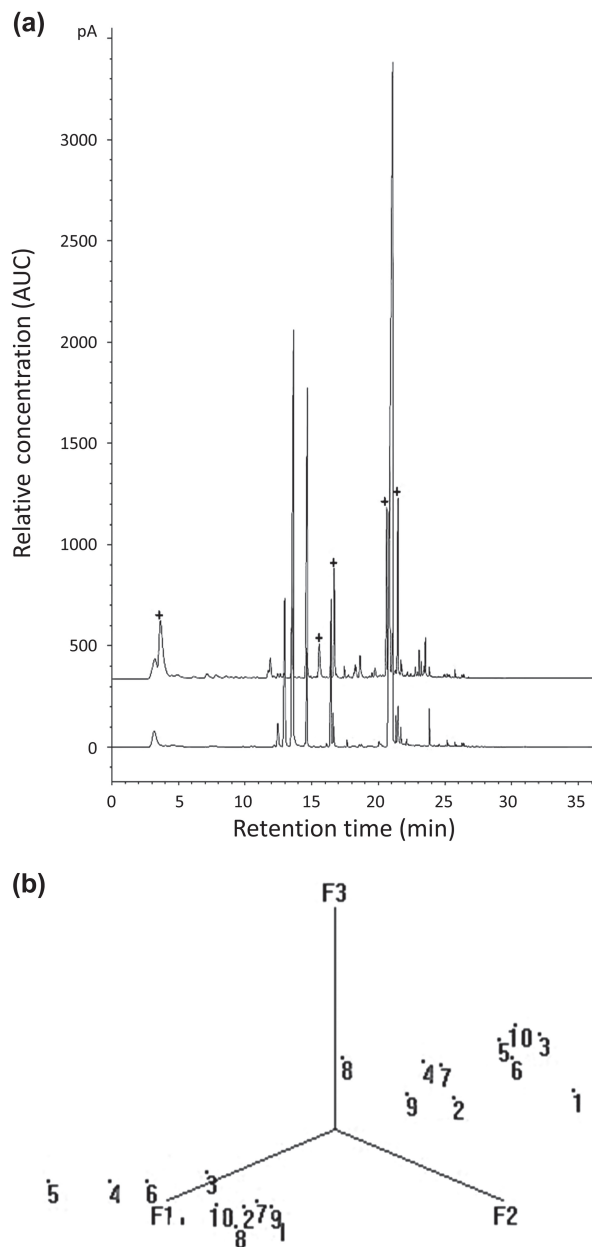 (a)
pA
3000
2500
2000
1500
1000
500
0
Relative concentration (AUC)
+ + + + +
0 5 10 15 20 25 30 35
Retention time (min)
(b)
F3
8 4 7 5 10 3
6
9 2 1
5 4 6 3
F1 10 2 7 9 F2
8 1